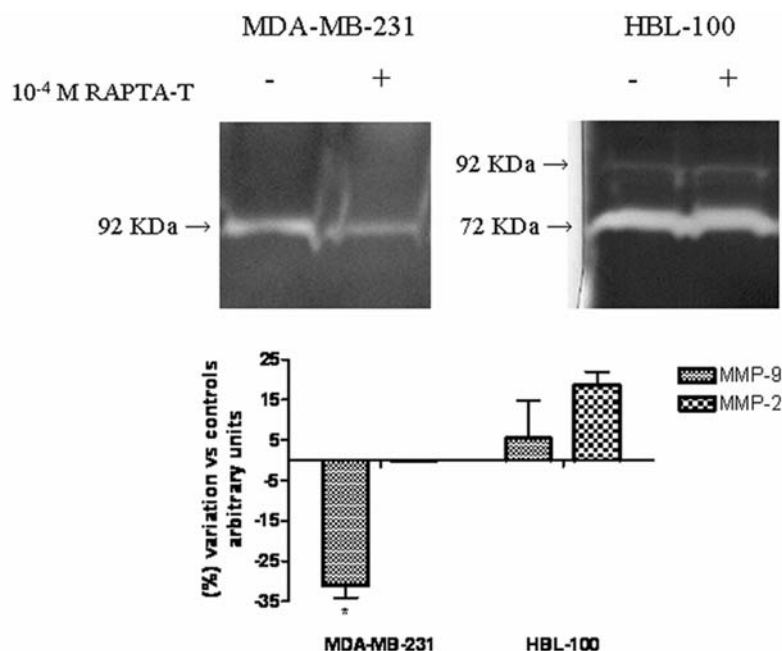 MDA-MB-231 HBL-100
10⁻⁴ M RAPTA-T - + - +
92 KDa → 92 KDa →
72 KDa →
(%) variation vs controls
arbitrary units
25
15
5
-5
-15
-25
-35
*
MDA-MB-231 HBL-100
MMP-9
MMP-2